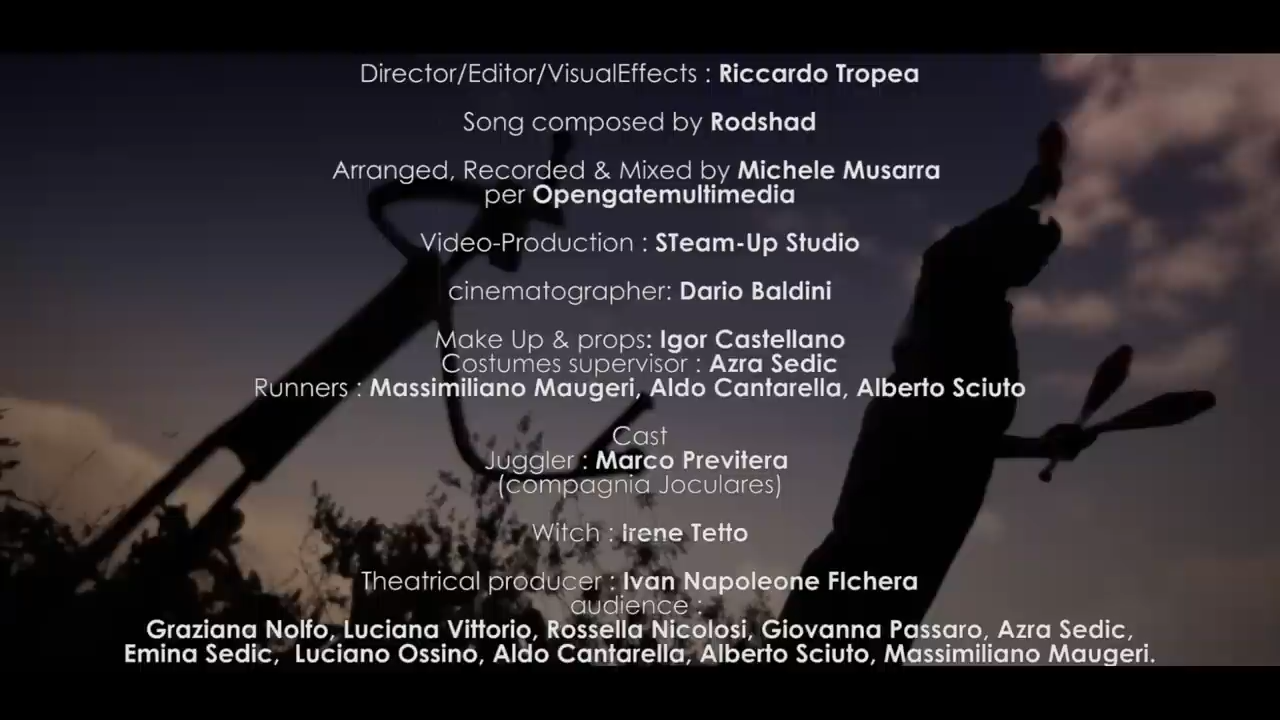 Director/Editor/VisualEffects : Riccardo Tropea
Song composed by Rodshad
Arranged, Recorded & Mixed by Michele Musarra
per Opengatemultimedia
Video-Production : STeam-Up Studio
cinematographer: Dario Baldini
Make Up & props: Igor Castellano
Costumes supervisor : Azra Sedic
Runners : Massimiliano Maugeri, Aldo Cantarella, Alberto Sciuto
Cast
Juggler : Marco Previtera
(compagnia Joculares)
Witch : Irene Tetto
Theatrical producer : Ivan Napoleone FIchera
audience :
Graziana Nolfo, Luciana Vittorio, Rossella Nicolosi, Giovanna Passaro, Azra Sedic,
Emina Sedic,  Luciano Ossino, Aldo Cantarella, Alberto Sciuto, Massimiliano Maugeri.